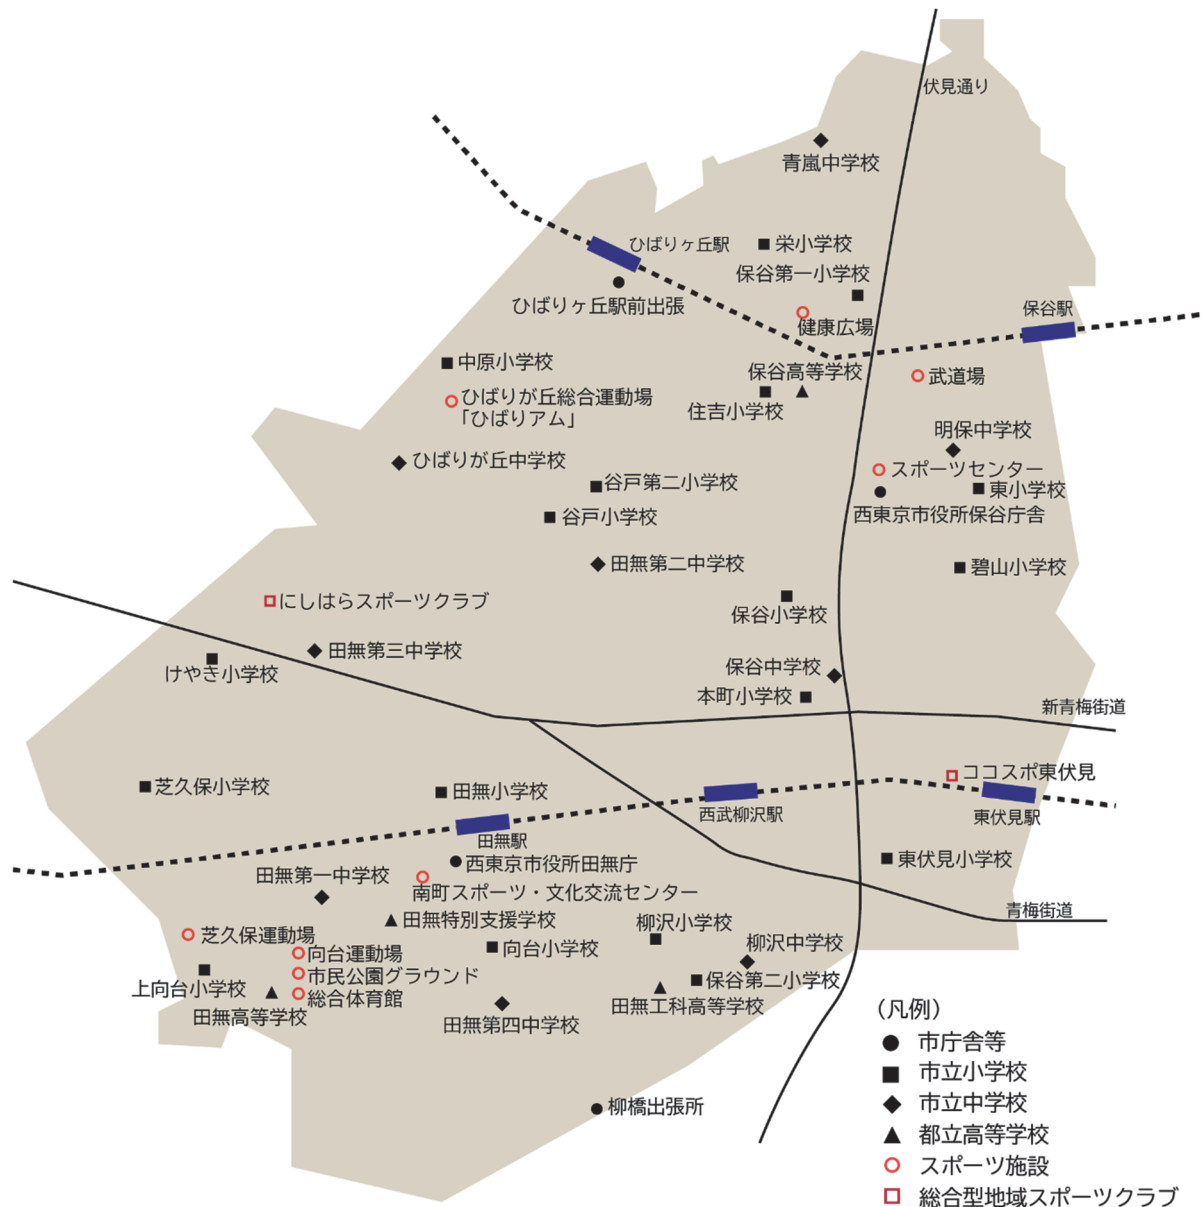 伏見通り
青嵐中学校
ひばりヶ丘駅
栄小学校
保谷第一小学校
ひばりヶ丘駅前出張
健康広場
保谷駅
中原小学校
保谷高等学校
武道場
ひばりが丘総合運動場
「ひばりアム」
住吉小学校
明保中学校
ひばりが丘中学校
スポーツセンター
谷戸第二小学校
東小学校
谷戸小学校
西東京市役所保谷庁舎
田無第二中学校
碧山小学校
にしはらスポーツクラブ
保谷小学校
田無第三中学校
けやき小学校
保谷中学校
本町小学校
新青梅街道
ココスポ東伏見
芝久保小学校
田無小学校
西武柳沢駅
東伏見駅
田無駅
西東京市役所田無庁
東伏見小学校
田無第一中学校
南町スポーツ・文化交流センター
青梅街道
田無特別支援学校
柳沢小学校
芝久保運動場
向台運動場
向台小学校
柳沢中学校
市民公園グラウンド
保谷第二小学校
上向台小学校
総合体育館
田無工科高等学校
田無高等学校
田無第四中学校
柳橋出張所
（凡例）
市庁舎等
市立小学校
市立中学校
都立高等学校
スポーツ施設
総合型地域スポーツクラブ